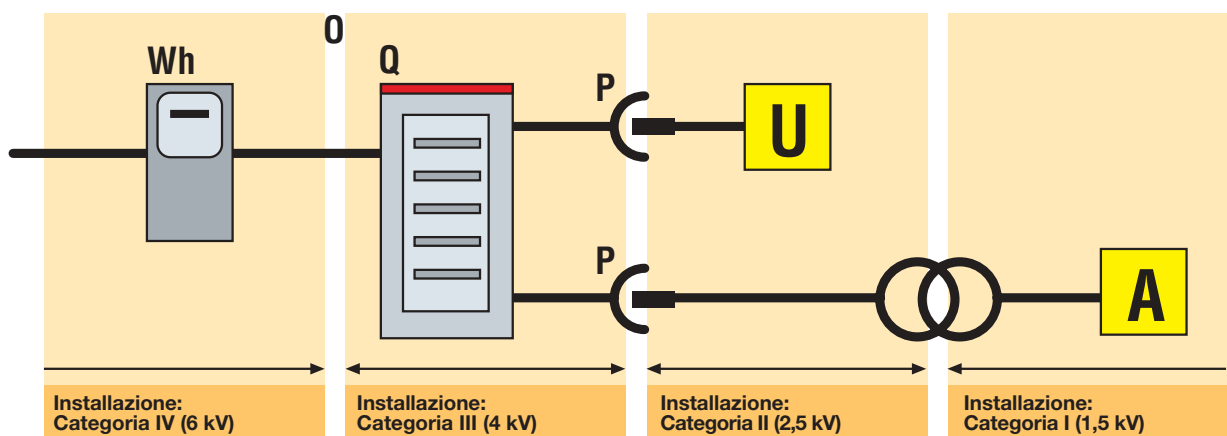 O
Wh
Q
P
U
P
A
Installazione:
Categoria IV (6 kV)
Installazione:
Categoria III (4 kV)
Installazione:
Categoria II (2,5 kV)
Installazione:
Categoria I (1,5 kV)